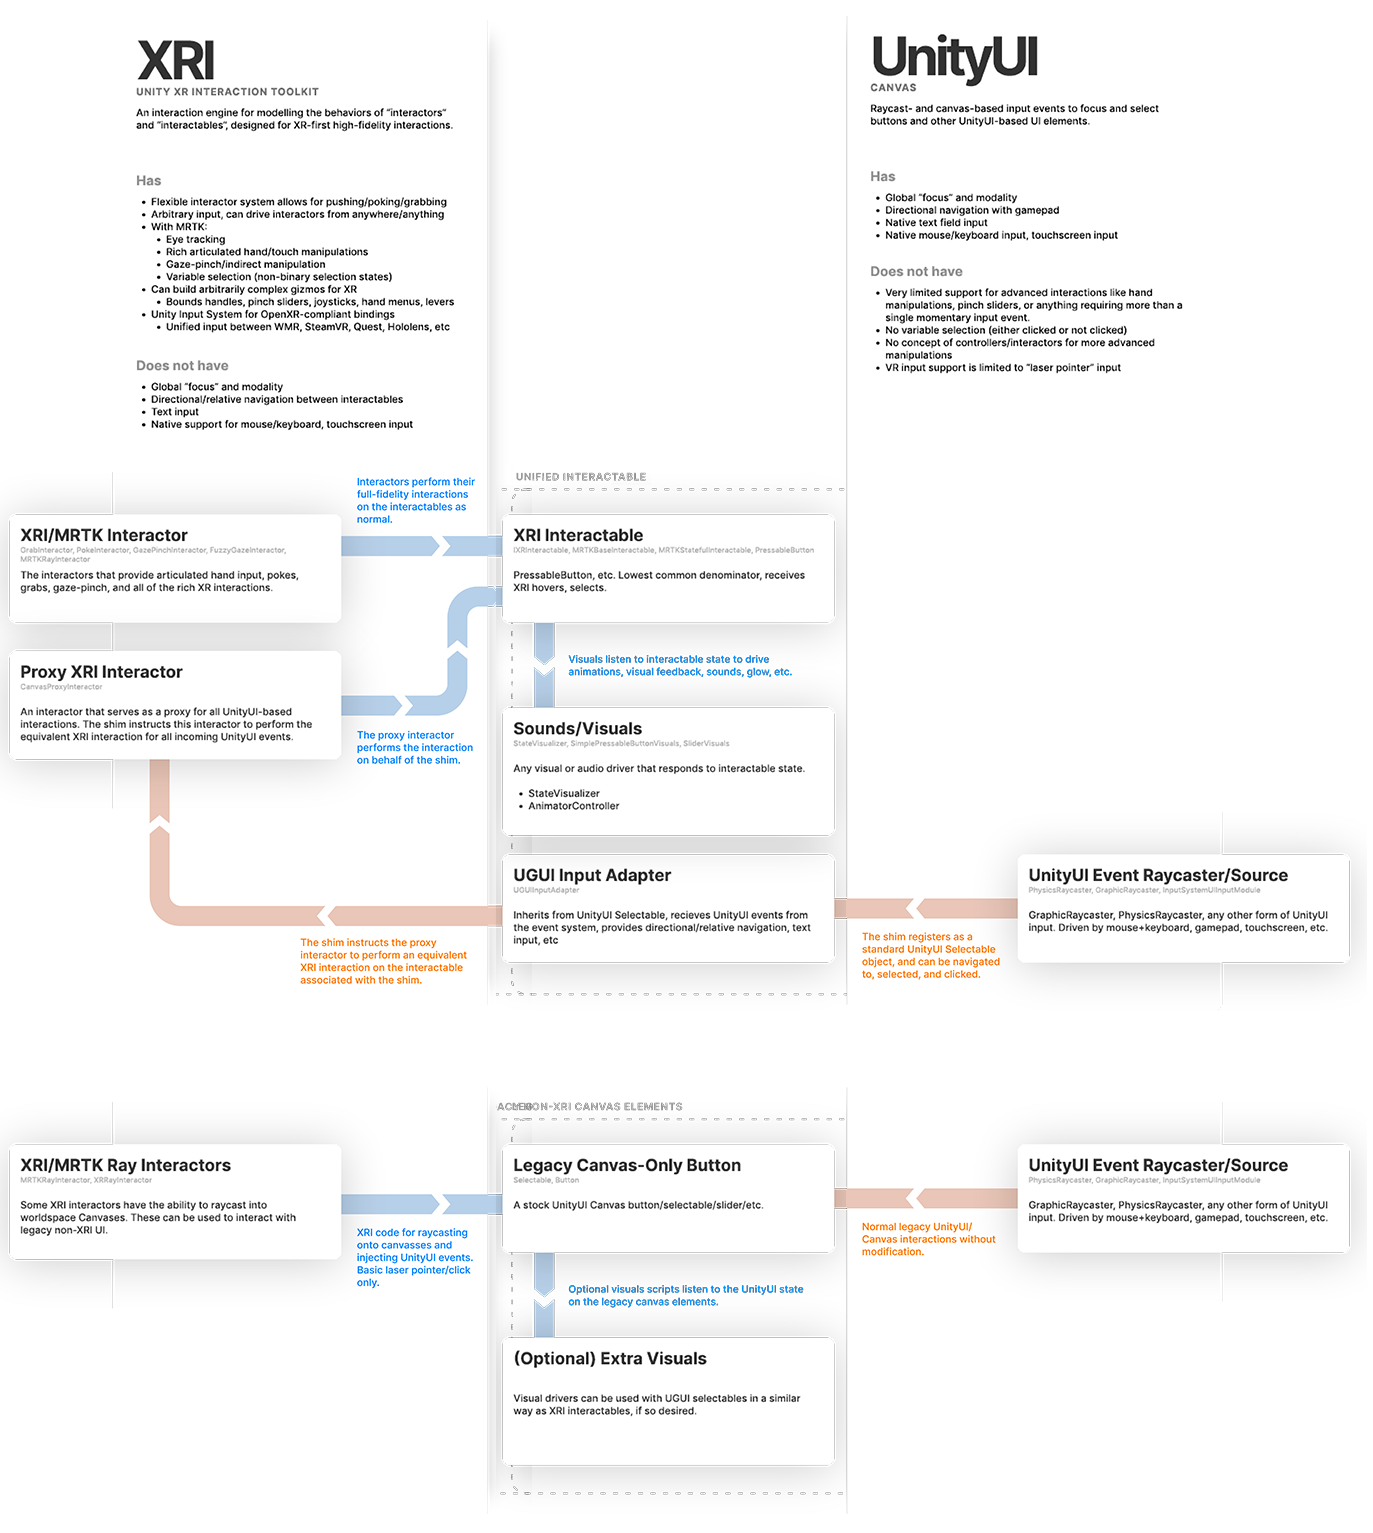 XRI
UNITY XR INTERACTION TOOLKIT
An interaction engine for modelling the behaviors of "interactors"
and "interactables", designed for XR-first high-fidelity interactions.
Has
• Flexible interactor system allows for pushing/poking/grabbing
• Arbitrary input, can drive interactors from anywhere/anything
• With MRTK:
• Eye tracking
• Rich articulated hand/touch manipulations
• Gaze-pinch/indirect manipulation
• Variable selection (non-binary selection states)
• Can build arbitrarily complex gizmos for XR
• Bounds handles, pinch sliders, joysticks, hand menus, levers
• Unity Input System for OpenXR-compliant bindings
• Unified input between WMR, SteamVR, Quest, Hololens, etc
Does not have
• Global "focus" and modality
• Directional/relative navigation between interactables
• Text input
• Native support for mouse/keyboard, touchscreen input
UnityUI
CANVAS
Raycast- and canvas-based input events to focus and select
buttons and other UnityUI-based UI elements.
Has
• Global "focus" and modality
• Directional navigation with gamepad
• Native text field input
• Native mouse/keyboard input, touchscreen input
Does not have
• Very limited support for advanced interactions like hand
manipulations, pinch sliders, or anything requiring more than a
single momentary input event.
• No variable selection (either clicked or not clicked)
• No concept of controllers/interactors for more advanced
manipulations
• VR input support is limited to "laser pointer" input
Interactors perform their
full-fidelity interactions
on the interactables as
normal.
UNIFIED INTERACTABLE
XRI/MRTK Interactor
GrabInteractor, PokeInteractor, GazePinchInteractor, FuzzyGazeInteractor,
MRTKRayInteractor
The interactors that provide articulated hand input, pokes,
grabs, gaze-pinch, and all of the rich XR interactions.
XRI Interactable
IXRInteractable, MRTKBaseInteractable, MRTKStatefulInteractable, PressableButton
PressableButton, etc. Lowest common denominator, receives
XRI hovers, selects.
Proxy XRI Interactor
CanvasProxyInteractor
An interactor that serves as a proxy for all UnityUI-based
interactions. The shim instructs this interactor to perform the
equivalent XRI interaction for all incoming UnityUI events.
Visuals listen to interactable state to drive
animations, visual feedback, sounds, glow, etc.
The proxy interactor
performs the interaction
on behalf of the shim.
Sounds/Visuals
StateVisualizer, SimplePressableButtonVisuals, SliderVisuals
Any visual or audio driver that responds to interactable state.
• StateVisualizer
• AnimatorController
UGUI Input Adapter
UGUIInputAdapter
Inherits from UnityUI Selectable, recieves UnityUI events from
the event system, provides directional/relative navigation, text
input, etc
UnityUI Event Raycaster/Source
PhysicsRaycaster, GraphicRaycaster, InputSystemUIInputModule
GraphicRaycaster, PhysicsRaycaster, any other form of UnityUI
input. Driven by mouse+keyboard, gamepad, touchscreen, etc.
The shim instructs the proxy
interactor to perform an equivalent
XRI interaction on the interactable
associated with the shim.
The shim registers as a
standard UnityUI Selectable
object, and can be navigated
to, selected, and clicked.
NON-XRI CANVAS ELEMENTS
XRI/MRTK Ray Interactors
MRTKRayInteractor, XRRayInteractor
Some XRI interactors have the ability to raycast into
worldspace Canvases. These can be used to interact with
legacy non-XRI UI.
XRI code for raycasting
onto canvasses and
injecting UnityUI events.
Basic laser pointer/click
only.
Legacy Canvas-Only Button
Selectable, Button
A stock UnityUI Canvas button/selectable/slider/etc.
UnityUI Event Raycaster/Source
PhysicsRaycaster, GraphicRaycaster, InputSystemUIInputModule
GraphicRaycaster, PhysicsRaycaster, any other form of UnityUI
input. Driven by mouse+keyboard, gamepad, touchscreen, etc.
Normal legacy UnityUI/
Canvas interactions without
modification.
Optional visuals scripts listen to the UnityUI state
on the legacy canvas elements.
(Optional) Extra Visuals
Visual drivers can be used with UGUI selectables in a similar
way as XRI interactables, if so desired.